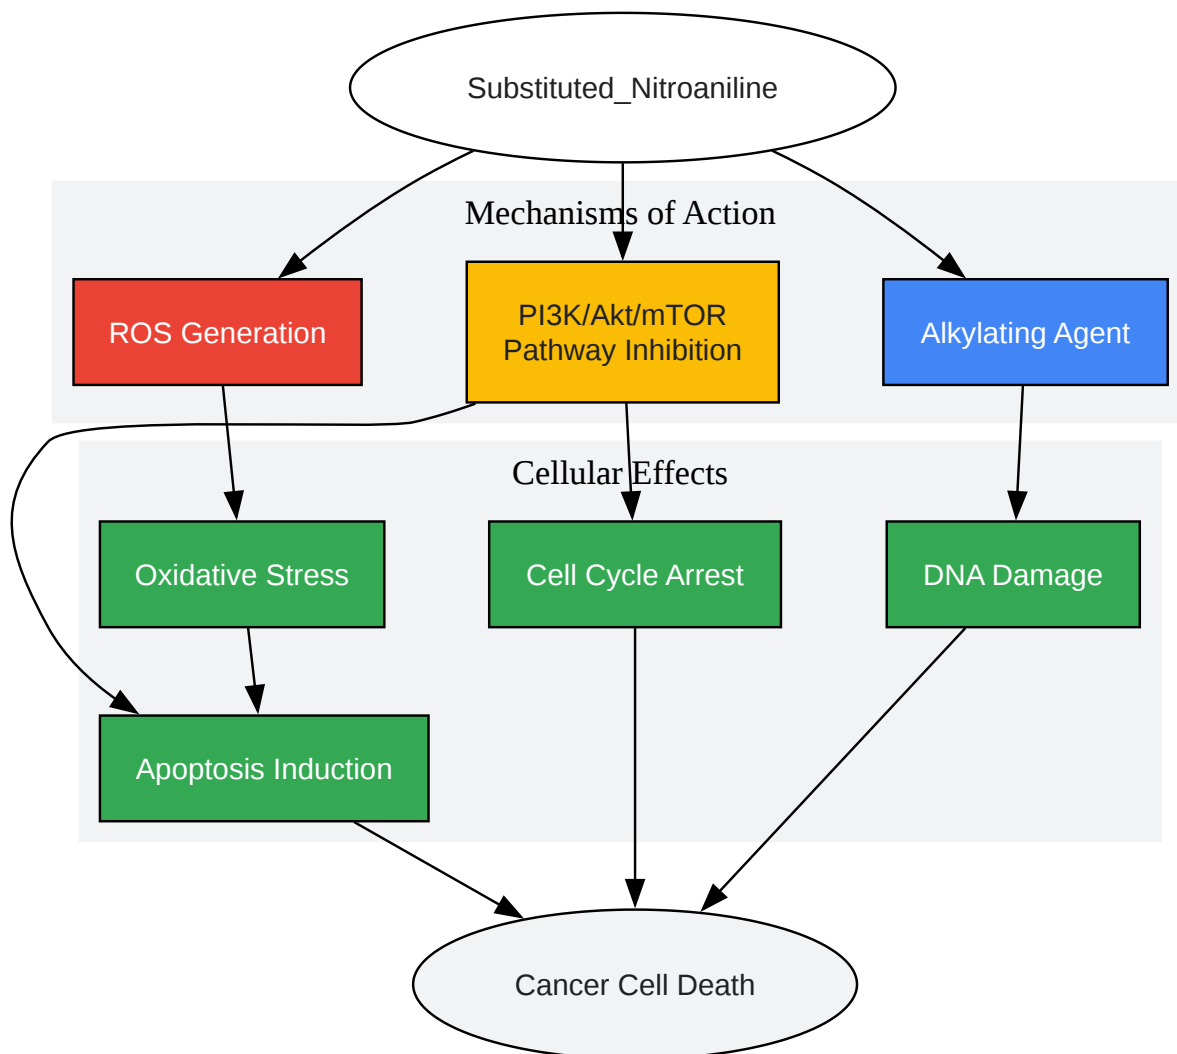 Substituted_Nitroaniline
Mechanisms of Action
ROS Generation
PI3K/Akt/mTOR
Pathway Inhibition
Alkylating Agent
Cellular Effects
Oxidative Stress
Cell Cycle Arrest
DNA Damage
Apoptosis Induction
Cancer Cell Death